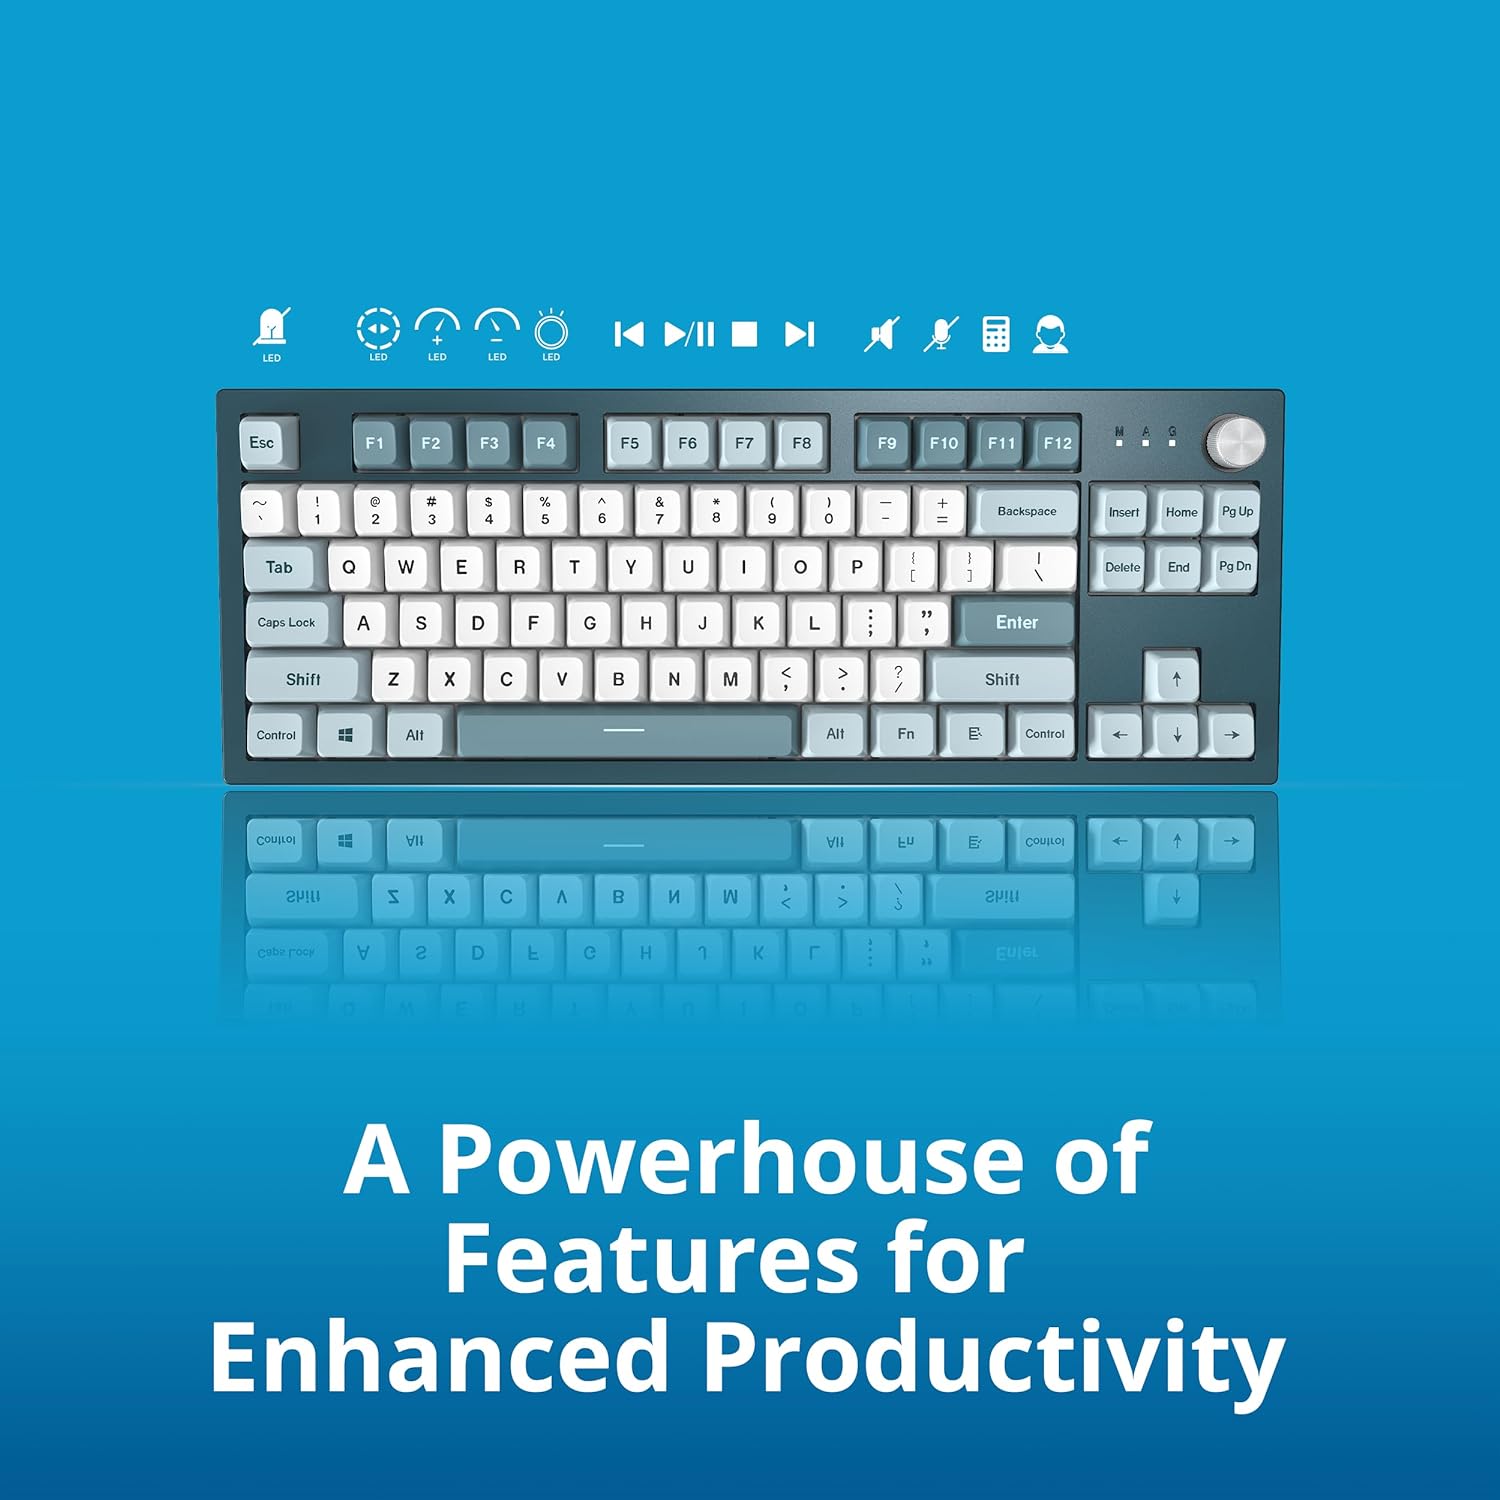 LED LED LED LED LED
M A G
Esc F1 F2 F3 F4 F5 F6 F7 F8 F9 F10 F11 F12
~ ! @ # $ % ^ & * ( ) — +
` 1 2 3 4 5 6 7 8 9 0 - = Backspace Insert Home Pg Up
Tab Q W E R T Y U I O P { [ } ] | \ Delete End Pg Dn
Caps Lock A S D F G H J K L : ; " ' Enter
Shift Z X C V B N M < , > . ? / Shift ↑
Control Alt Alt Fn Control ← ↓ →
A Powerhouse of
Features for
Enhanced Productivity